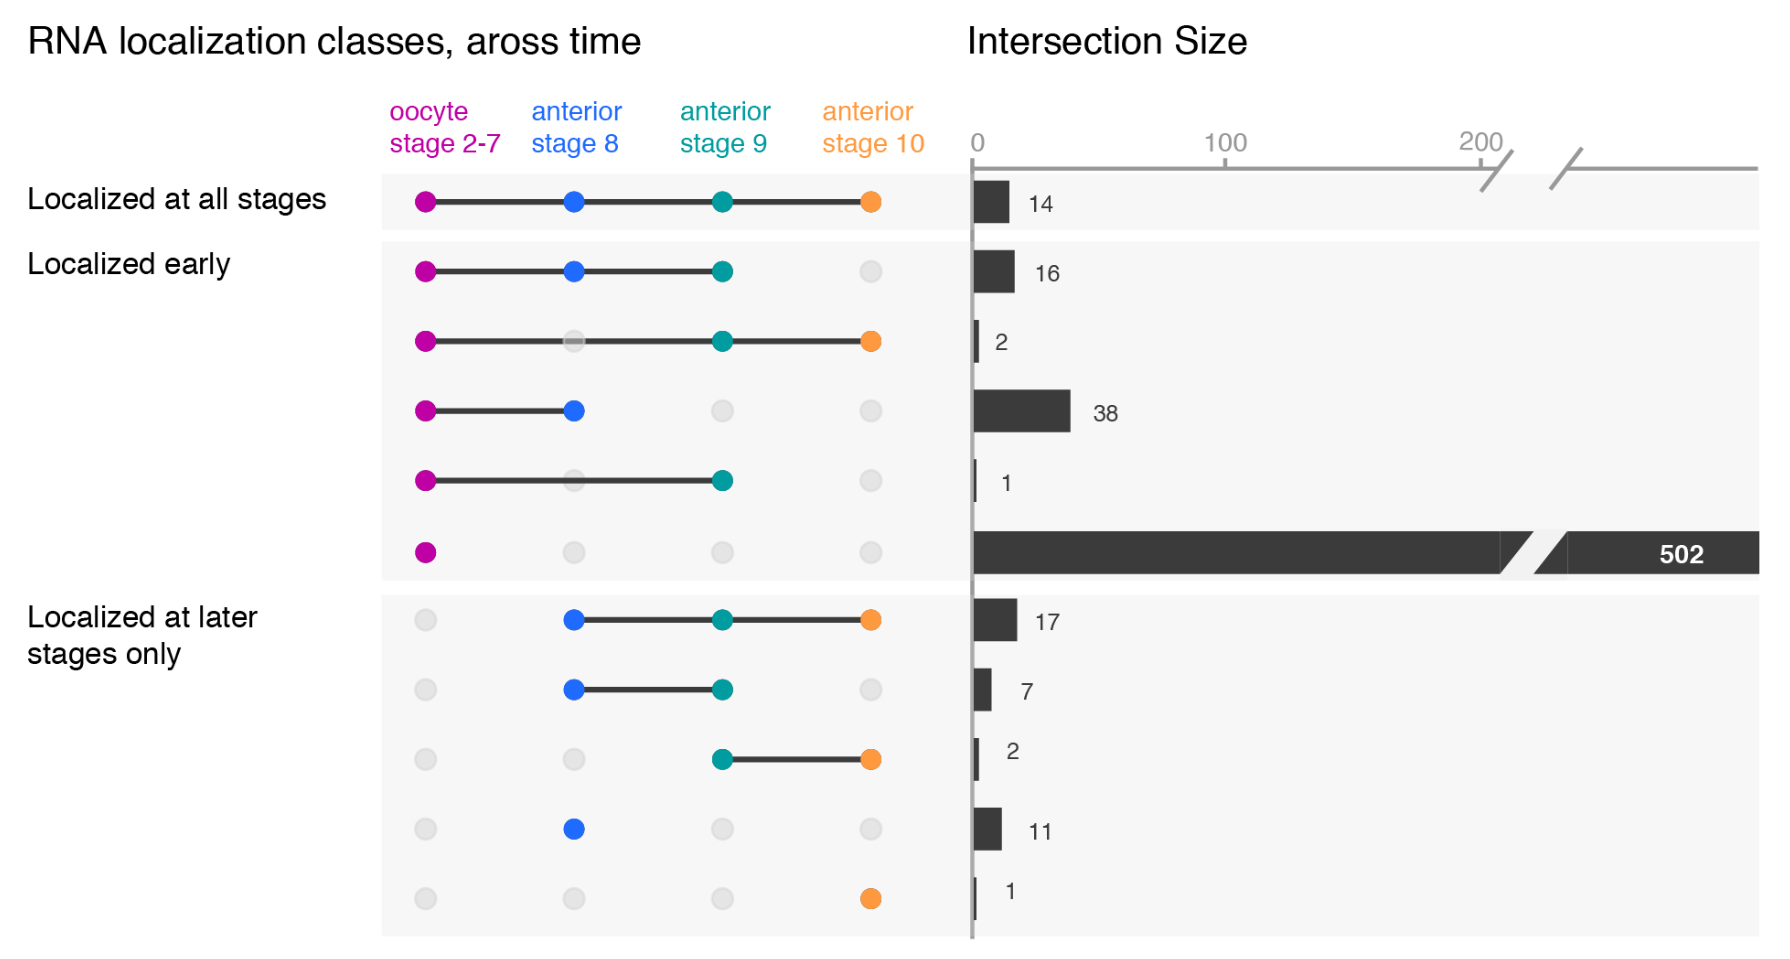 RNA localization classes, aross time
Intersection Size
oocyte
stage 2-7
anterior
stage 8
anterior
stage 9
anterior
stage 10
0
100
200
Localized at all stages
14
Localized early
16
2
38
1
502
Localized at later
stages only
17
7
2
11
1